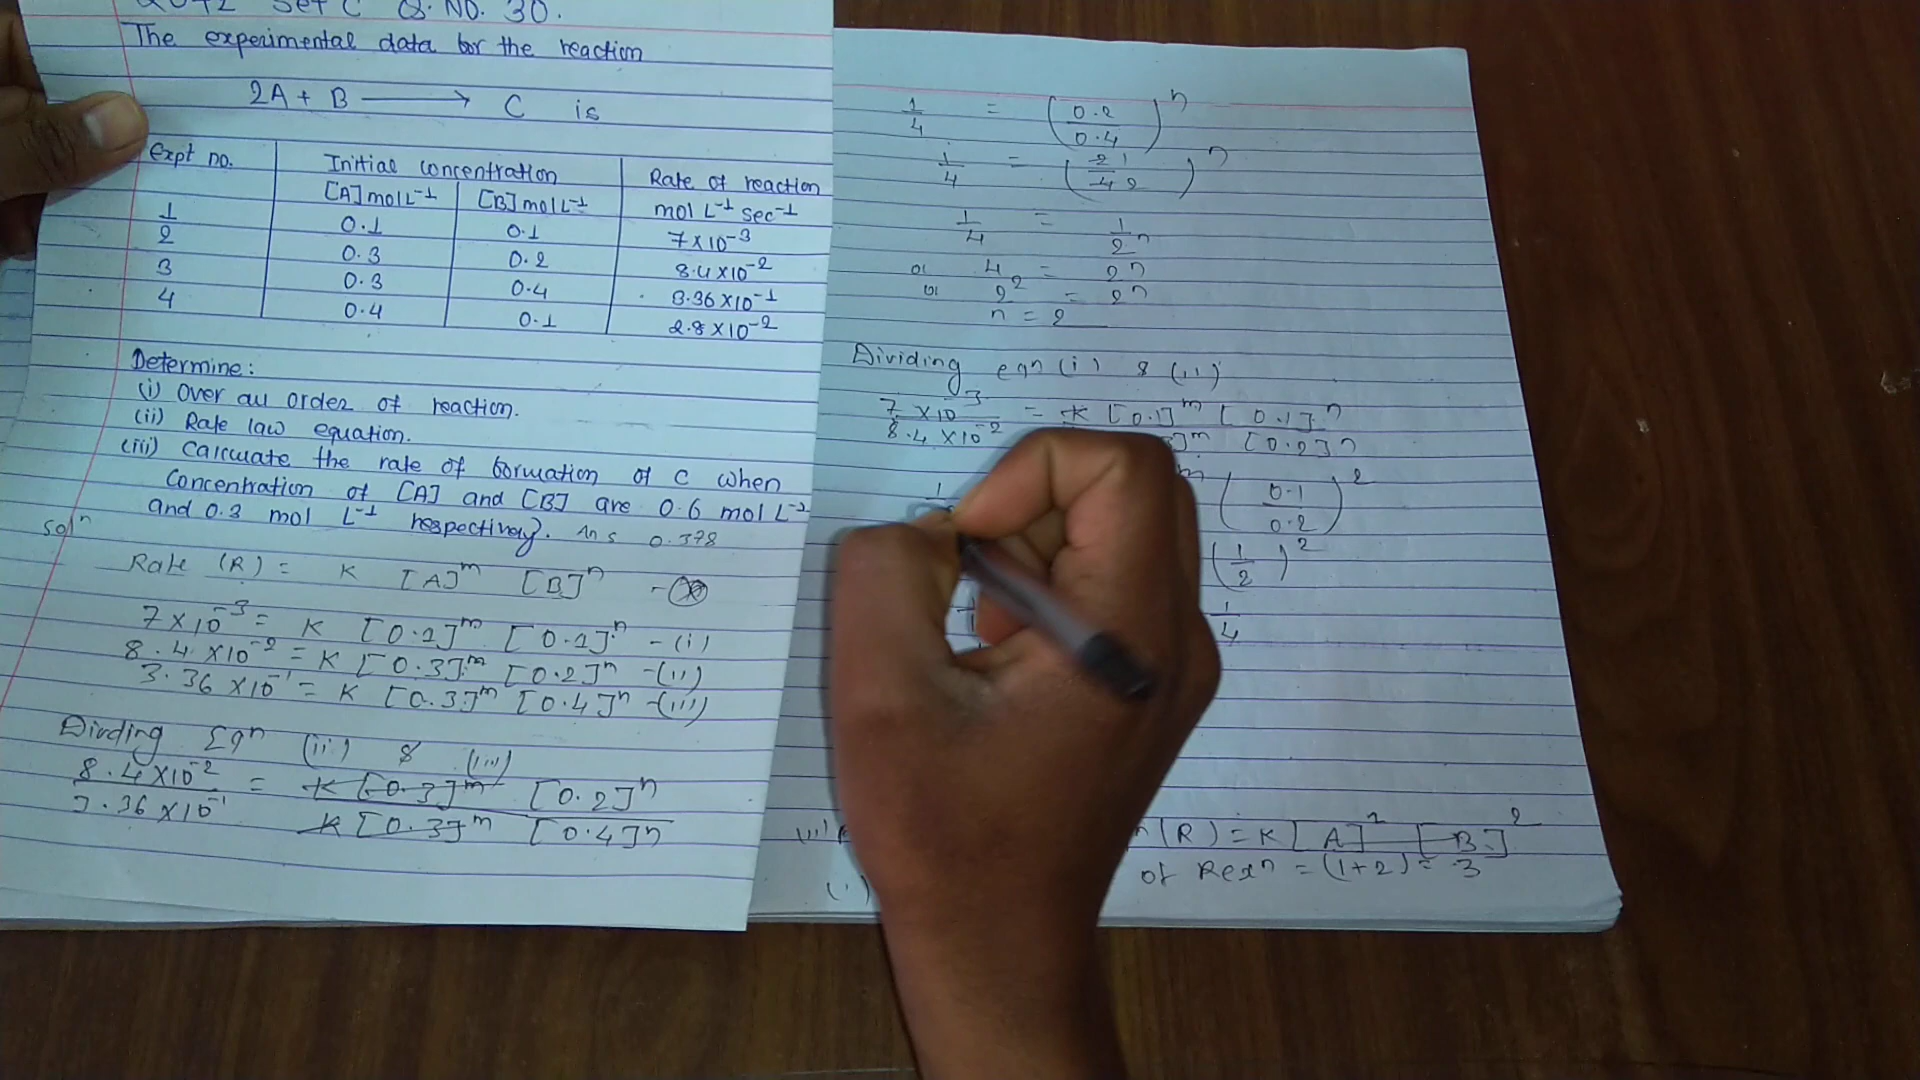 Set C Q. No. 30.
The experimental data for the reaction
2A + B ⟶ C is
Expt no. Initial concentration Rate of reaction
[A] mol L⁻¹ [B] mol L⁻¹ mol L⁻¹ sec⁻¹
1 0.1 0.1 7×10⁻³
2 0.3 0.2 8.4×10⁻²
3 0.3 0.4 3.36×10⁻¹
4 0.4 0.1 2.8×10⁻²
Determine:
(i) Over all order of reaction.
(ii) Rate law equation.
(iii) Calculate the rate of formation of C when
concentration of [A] and [B] are 0.6 mol L⁻¹
and 0.3 mol L⁻¹ respectively. Ans 0.378
Solⁿ
Rate (R) = K [A]ᵐ [B]ⁿ -
7×10⁻³ = K [0.1]ᵐ [0.1]ⁿ -(i)
8.4×10⁻² = K [0.3]ᵐ [0.2]ⁿ -(ii)
3.36×10⁻¹ = K [0.3]ᵐ [0.4]ⁿ -(iii)
Dividing Eqⁿ (ii) & (iii)
8.4×10⁻² = K [0.3]ᵐ [0.2]ⁿ
3.36×10⁻¹ K [0.3]ᵐ [0.4]ⁿ
1/4 = (0.2/0.4)ⁿ
1/4 = (2 1/4 2)ⁿ
1/4 = 1/2ⁿ
or 4 = 2ⁿ
or 2² = 2ⁿ
n = 2
Dividing eqn (i) & (ii)
7×10⁻³ = K [0.1]ᵐ [0.1]ⁿ
8.4×10⁻² ]ᵐ [0.2]ⁿ
1 m (0.1/0.2)²
(1/2)²
1/4
(iii) (R) = K [A]¹ [B]²
(i) of Rexⁿ = (1+2) = 3